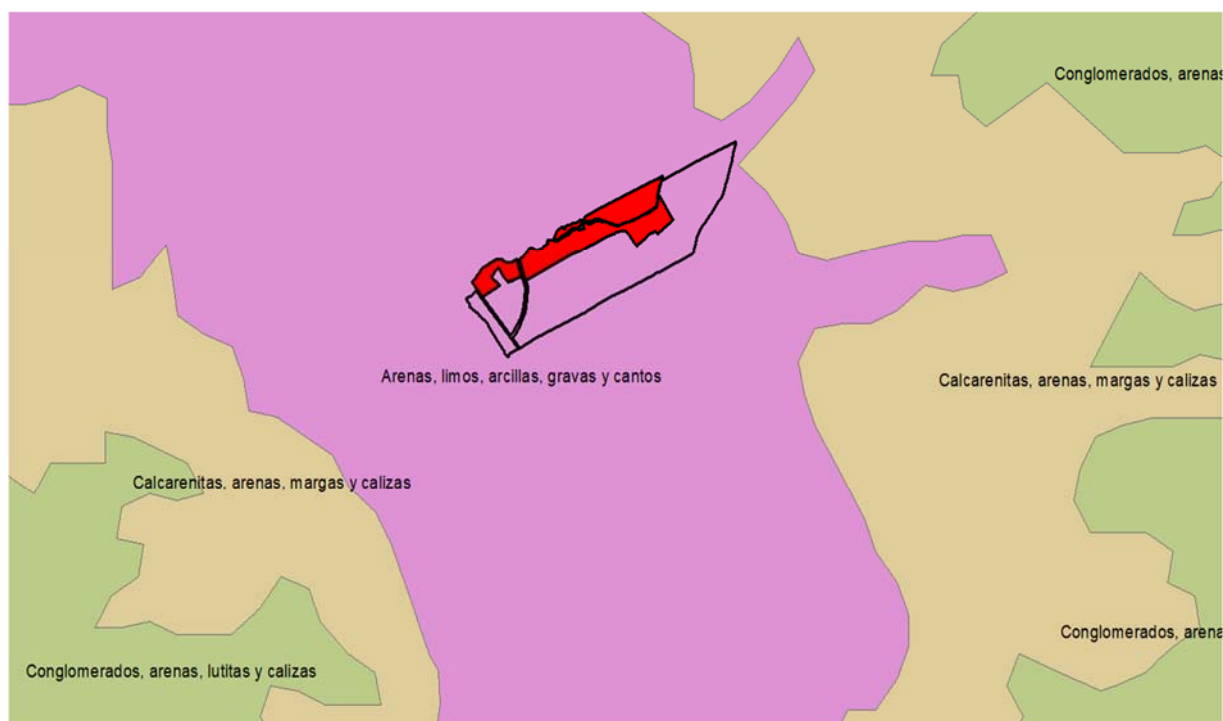 Conglomerados, arenas
Arenas, limos, arcillas, gravas y cantos
Calcarenitas, arenas, margas y calizas
Calcarenitas, arenas, margas y calizas
Conglomerados, arena
Conglomerados, arenas, lutitas y calizas